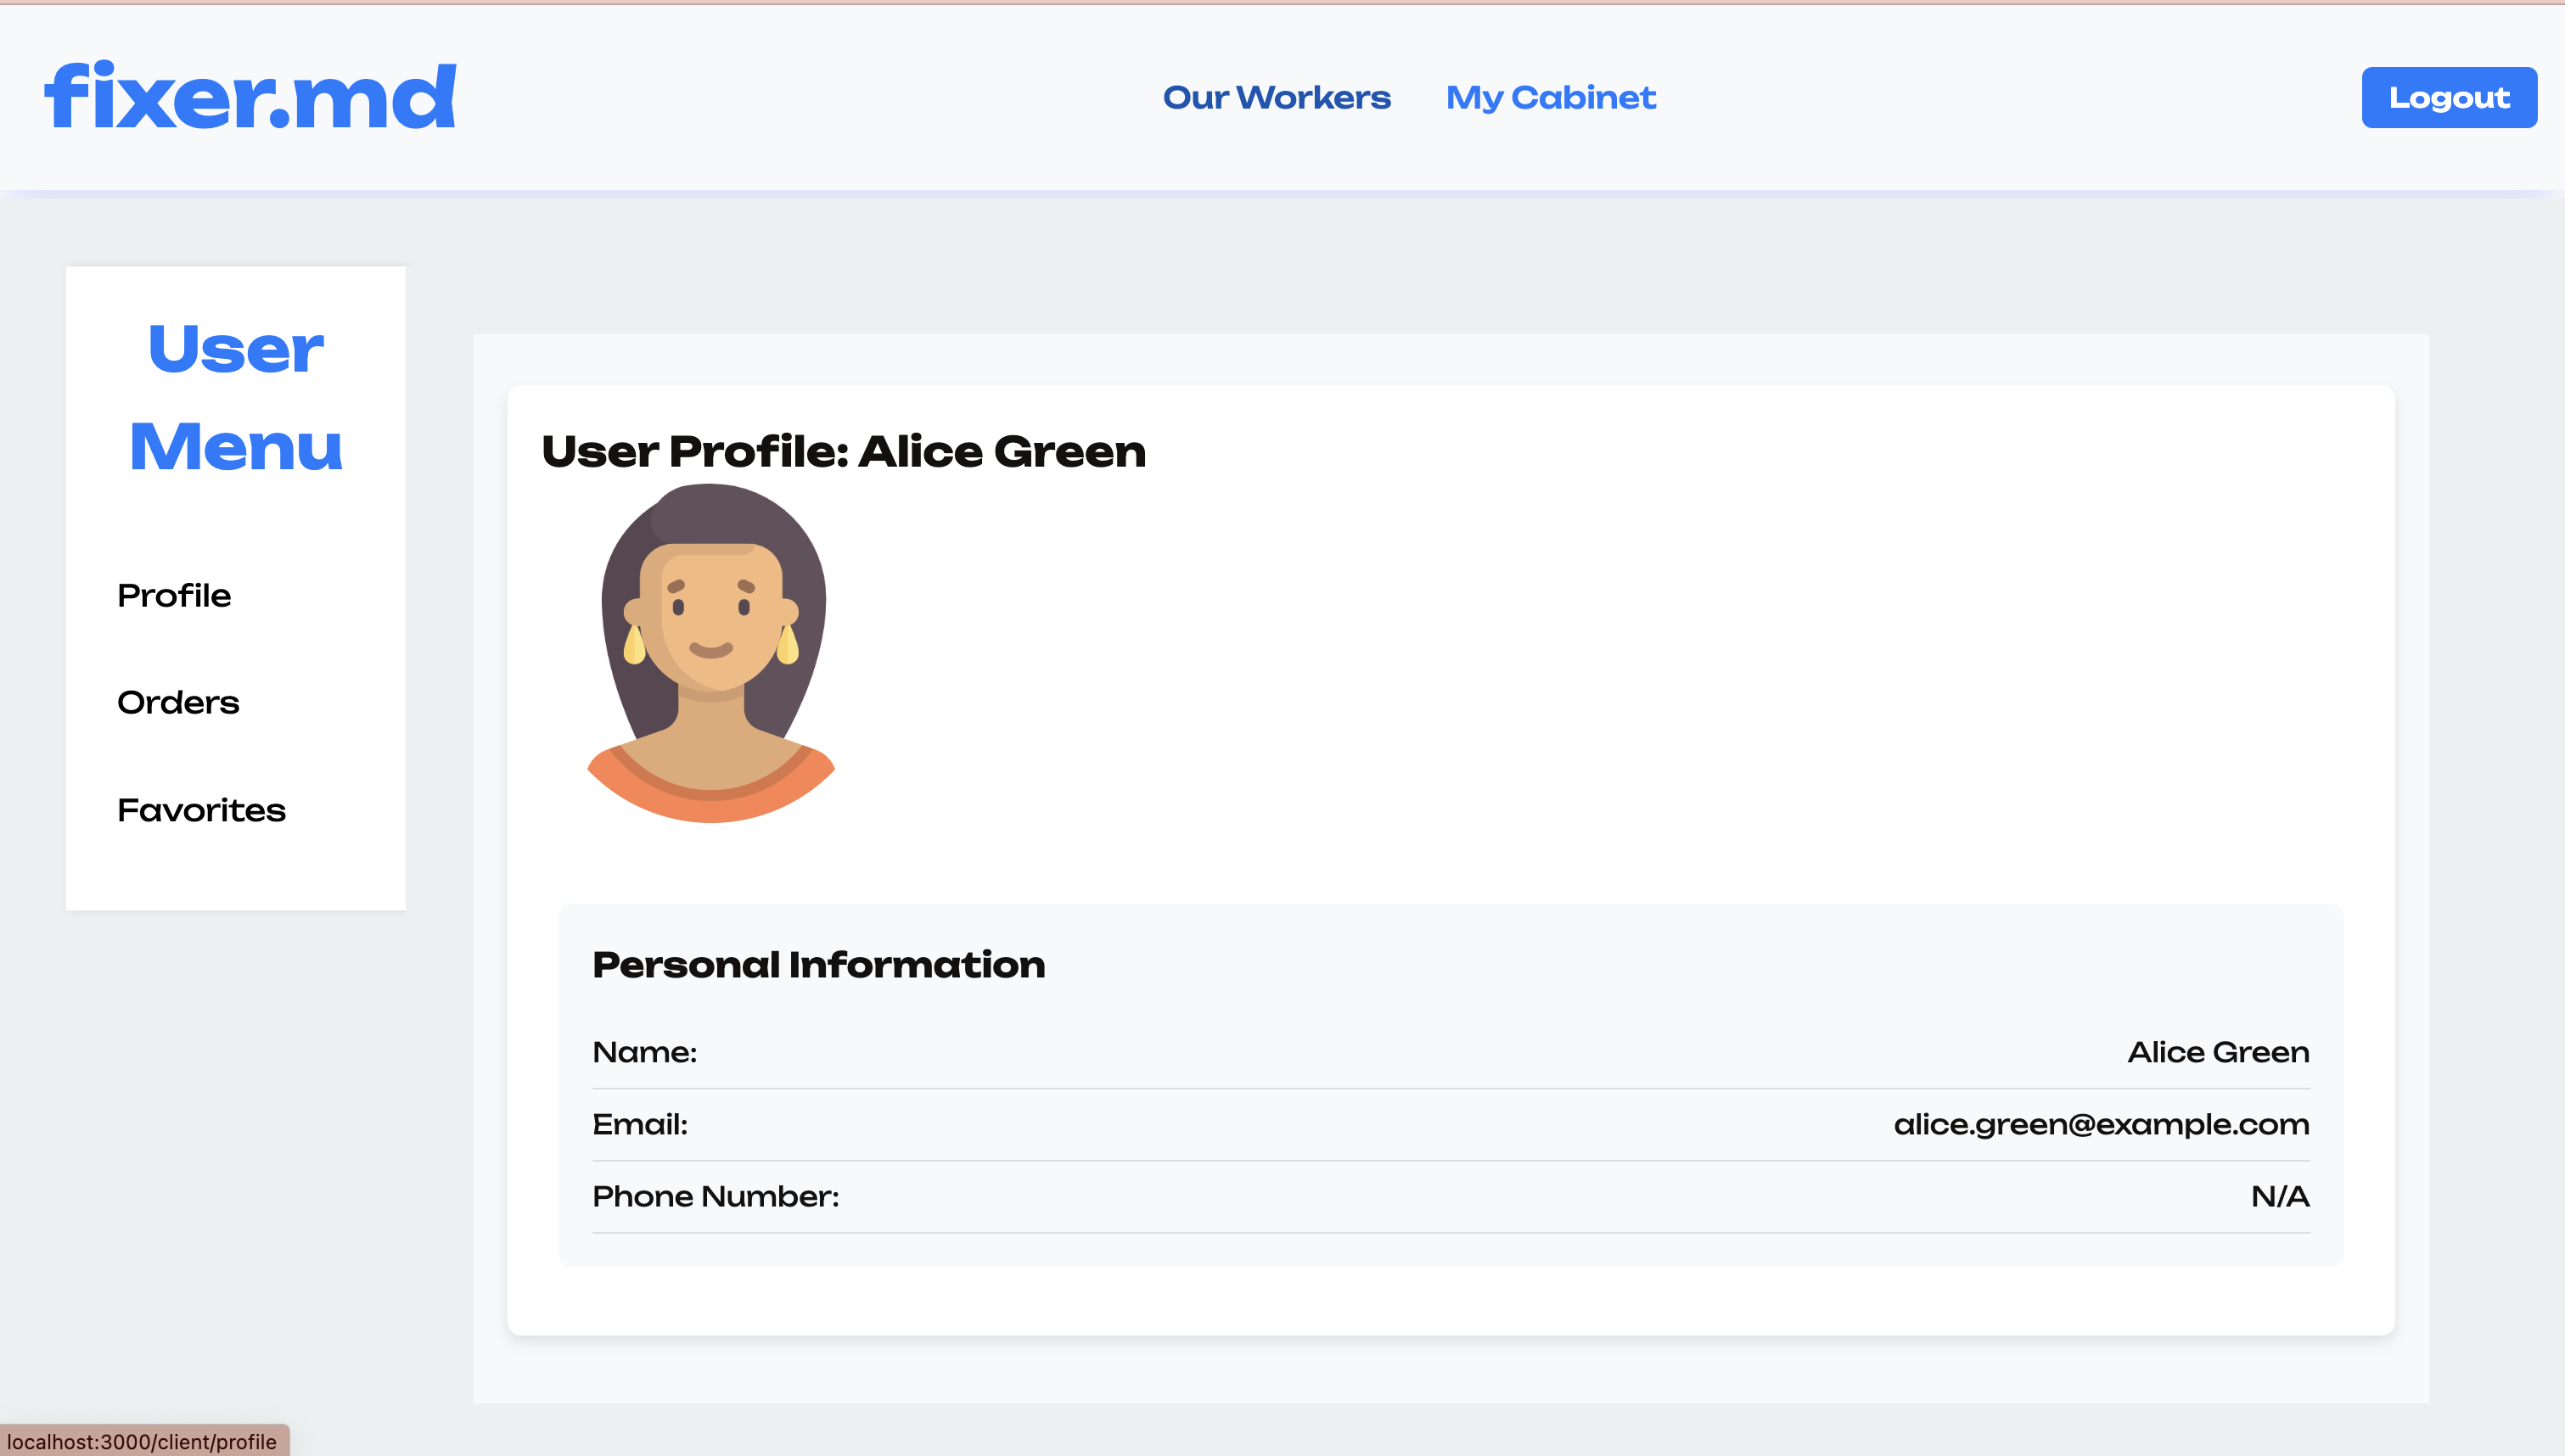 fixer.md
Our Workers
My Cabinet
Logout
User
Menu
Profile
Orders
Favorites
User Profile: Alice Green
Personal Information
Name:
Alice Green
Email:
alice.green@example.com
Phone Number:
N/A
localhost:3000/client/profile